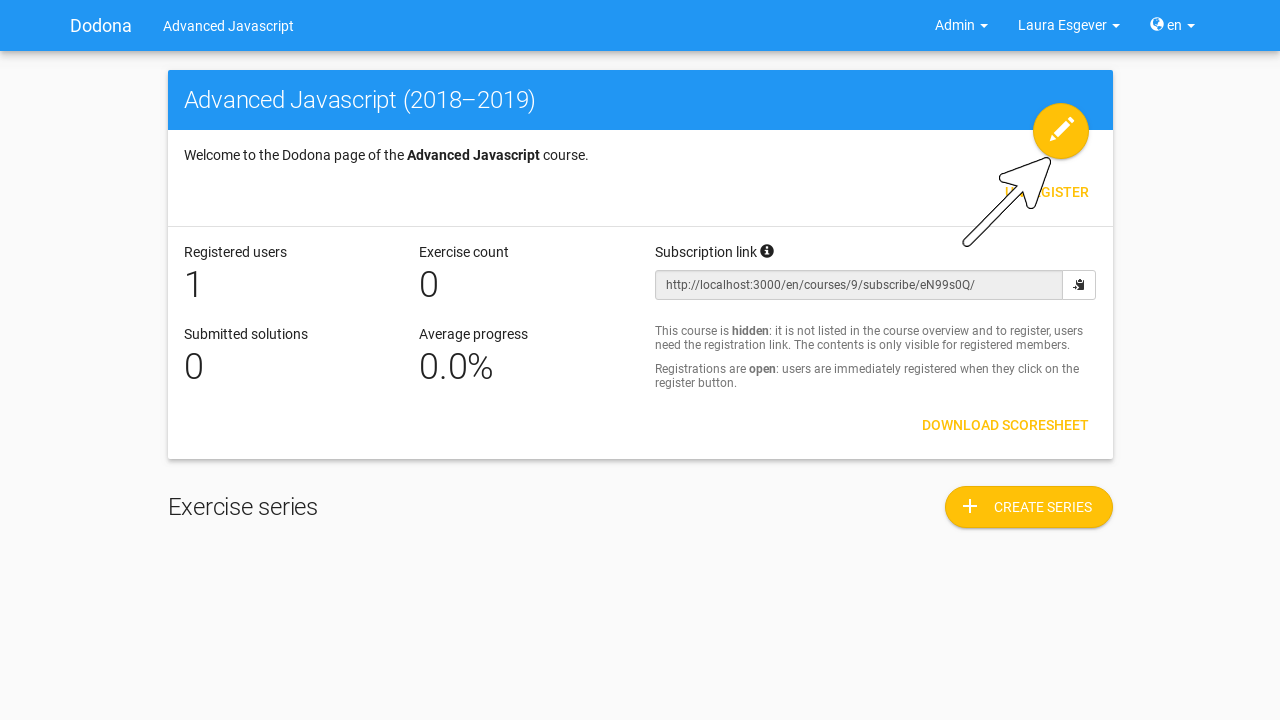 Dodona Advanced Javascript Admin Laura Esgever en
Advanced Javascript (2018–2019)
Welcome to the Dodona page of the Advanced Javascript course.
Registered users
1
Exercise count
0
Subscription link
http://localhost:3000/en/courses/9/subscribe/eN99s0Q/
Submitted solutions
0
Average progress
0.0%
This course is hidden: it is not listed in the course overview and to register, users
need the registration link. The contents is only visible for registered members.
Registrations are open: users are immediately registered when they click on the
register button.
DOWNLOAD SCORESHEET
Exercise series
CREATE SERIES